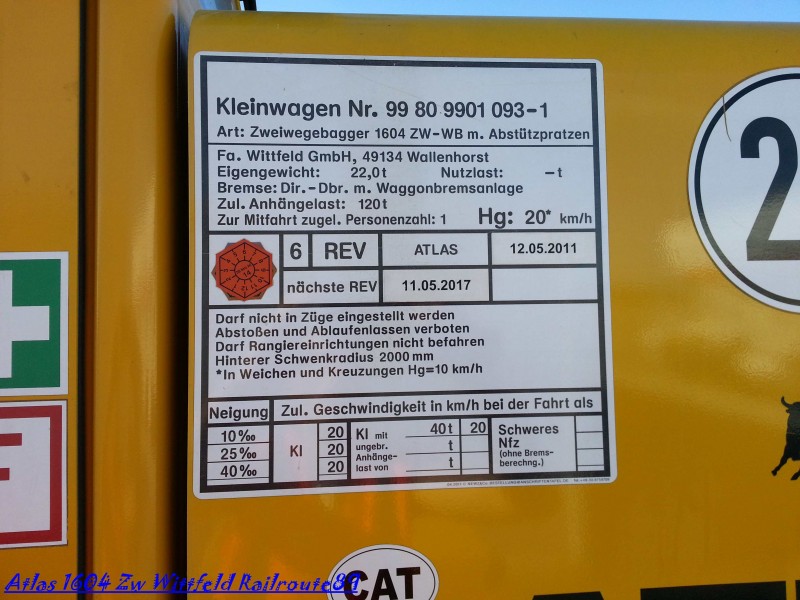 Kleinwagen Nr. 99 80 9901 093-1
Art: Zweiwegebagger 1604 ZW-WB m. Abstützpratzen
Fa. Wittfeld GmbH, 49134 Wallenhorst
Eigengewicht: 22,0t Nutzlast: -t
Bremse: Dir.-Dbr. m. Waggonbremsanlage
Zul. Anhängelast: 120t
Zur Mitfahrt zugel. Personenzahl: 1 Hg: 20* km/h
6 REV ATLAS 12.05.2011
nächste REV 11.05.2017
Darf nicht in Züge eingestellt werden
Abstoßen und Ablaufenlassen verboten
Darf Rangiereinrichtungen nicht befahren
Hinterer Schwenkradius 2000 mm
*In Weichen und Kreuzungen Hg=10 km/h
Neigung Zul. Geschwindigkeit in km/h bei der Fahrt als
10‰ 20
25‰ 20
40‰ 20
Kl
Kl mit 40t 20
ungebr. t
Anhänge-
last von t
Schweres
Nfz
(ohne Brems-
berechng.)
2
F
CAT
Atlas 1604 Zw Wittfeld Railroute89